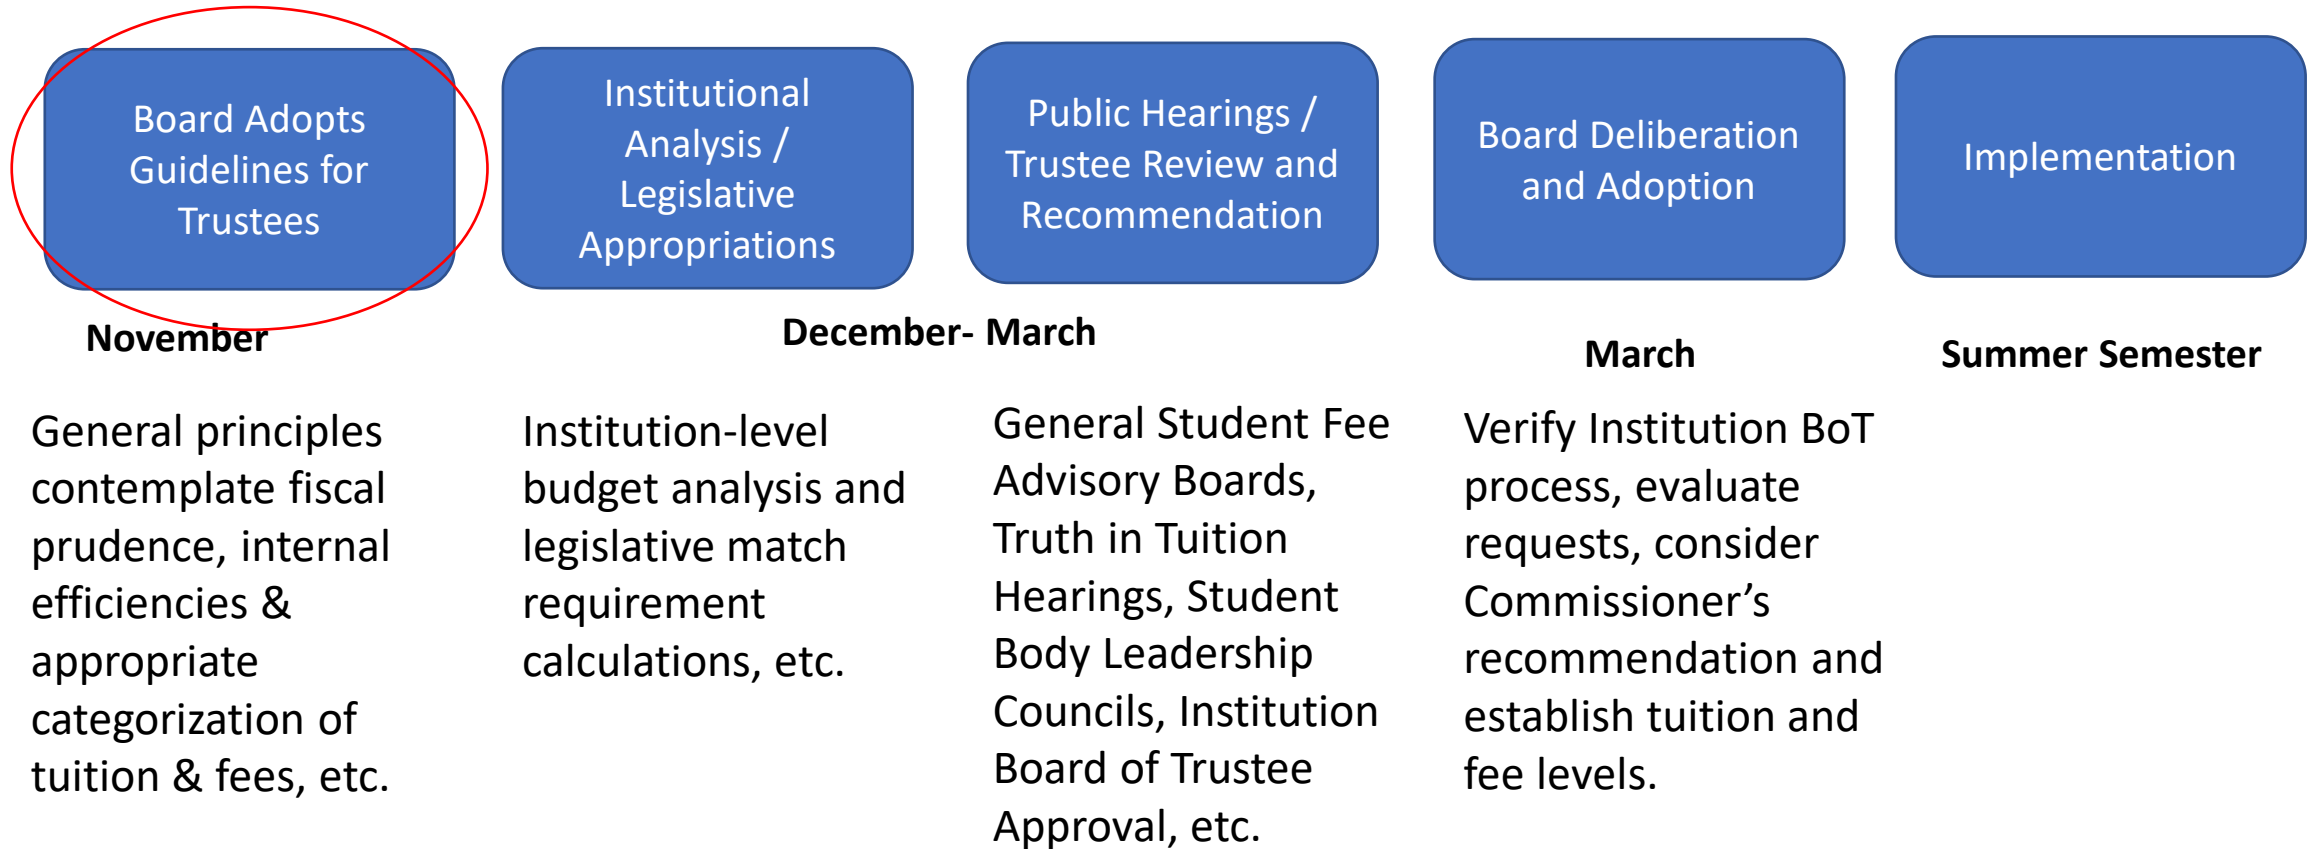 Board Adopts
Guidelines for
Trustees
Institutional
Analysis /
Legislative
Appropriations
Public Hearings /
Trustee Review and
Recommendation
Board Deliberation
and Adoption
Implementation
November
December- March
March
Summer Semester
General principles
contemplate fiscal
prudence, internal
efficiencies &
appropriate
categorization of
tuition & fees, etc.
Institution-level
budget analysis and
legislative match
requirement
calculations, etc.
General Student Fee
Advisory Boards,
Truth in Tuition
Hearings, Student
Body Leadership
Councils, Institution
Board of Trustee
Approval, etc.
Verify Institution BoT
process, evaluate
requests, consider
Commissioner’s
recommendation and
establish tuition and
fee levels.